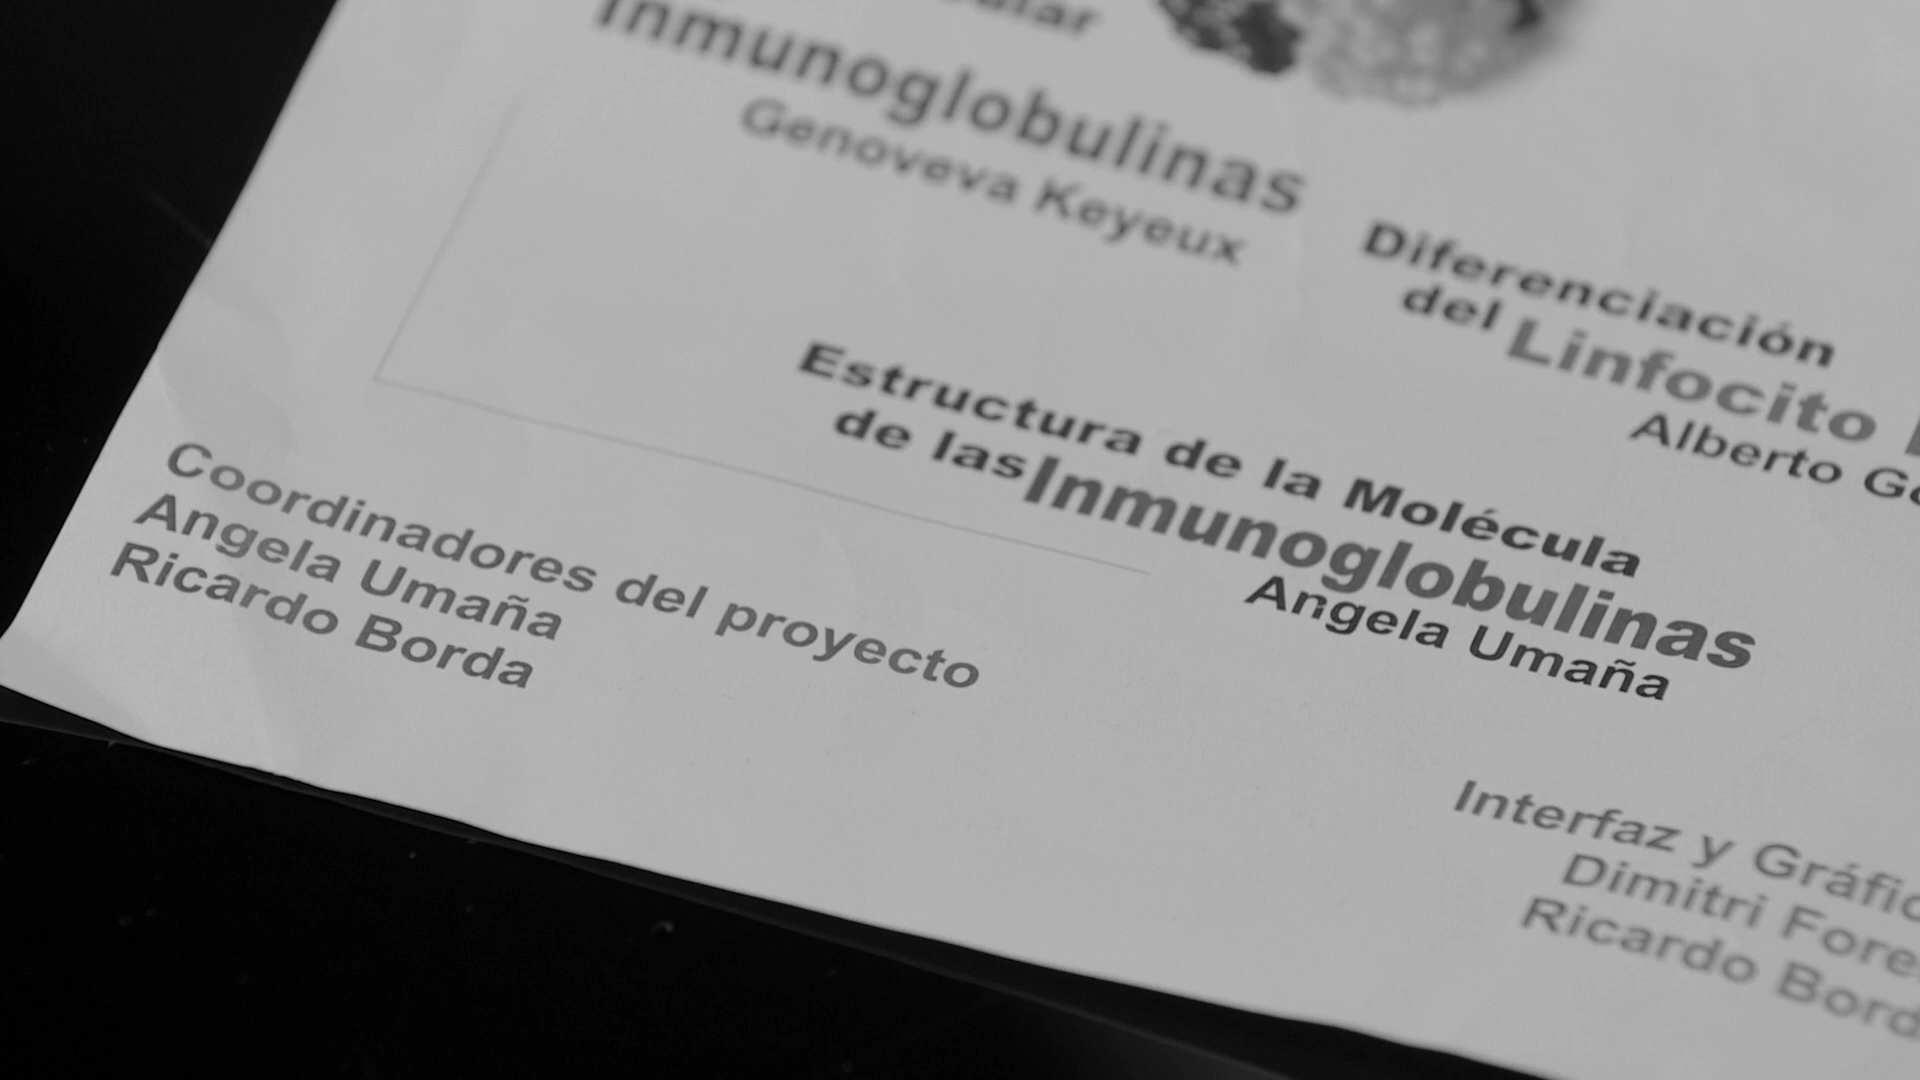 Inmunoglobulinas
Genoveva Keyeux
Diferenciación
del Linfocito
Alberto
Estructura de la Molécula
de las Inmunoglobulinas
Angela Umaña
Coordinadores del proyecto
Angela Umaña
Ricardo Borda
Interfaz y
Dimitri
Ricardo